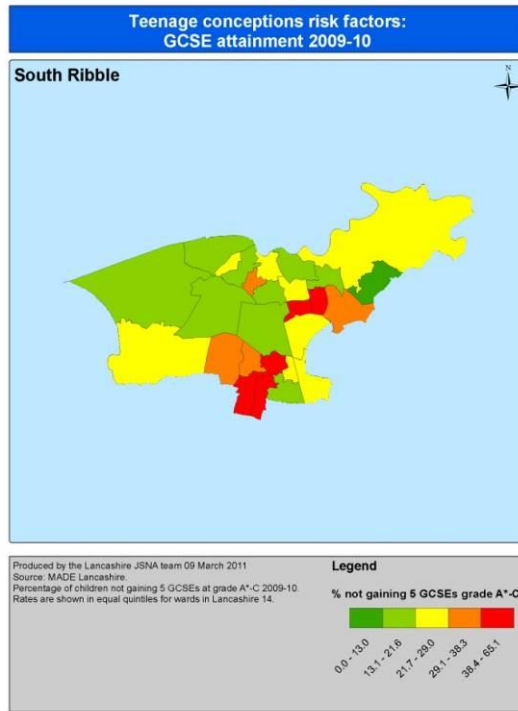 Teenage conceptions risk factors:
GCSE attainment 2009-10
South Ribble
N
Produced by the Lancashire JSNA team 09 March 2011
Source: MADE Lancashire.
Percentage of children not gaining 5 GCSEs at grade A*-C 2009-10.
Rates are shown in equal quintiles for wards in Lancashire 14.
Legend
% not gaining 5 GCSEs grade A*-C
0.0 - 13.0
13.1 - 21.6
21.7 - 29.0
29.1 - 38.3
38.4 - 65.1